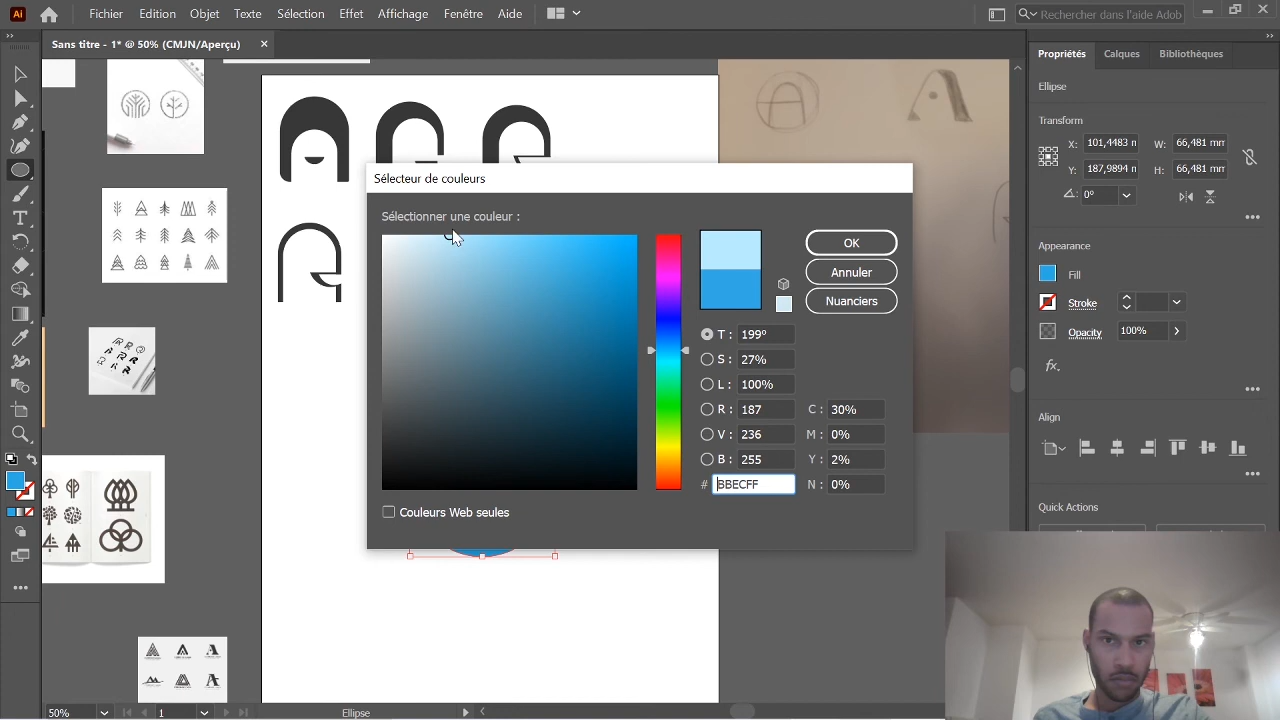 Ai
Fichier Edition Objet Texte Sélection Effet Affichage Fenêtre Aide
Rechercher dans l'aide Adob
Sans titre - 1* @ 50% (CMJN/Aperçu)
Propriétés Calques Bibliothèques
Ellipse
Transform
X: 101,4483 n W: 66,481 mm
Y: 187,9894 n H: 66,481 mm
0°
Appearance
Fill
Stroke
Opacity 100%
fx.
Align
Quick Actions
Sélecteur de couleurs
Sélectionner une couleur :
OK
Annuler
Nuanciers
T : 199°
S : 27%
L : 100%
R : 187 C : 30%
V : 236 M : 0%
B : 255 Y : 2%
# BBECFF N : 0%
Couleurs Web seules
50% 1 Ellipse